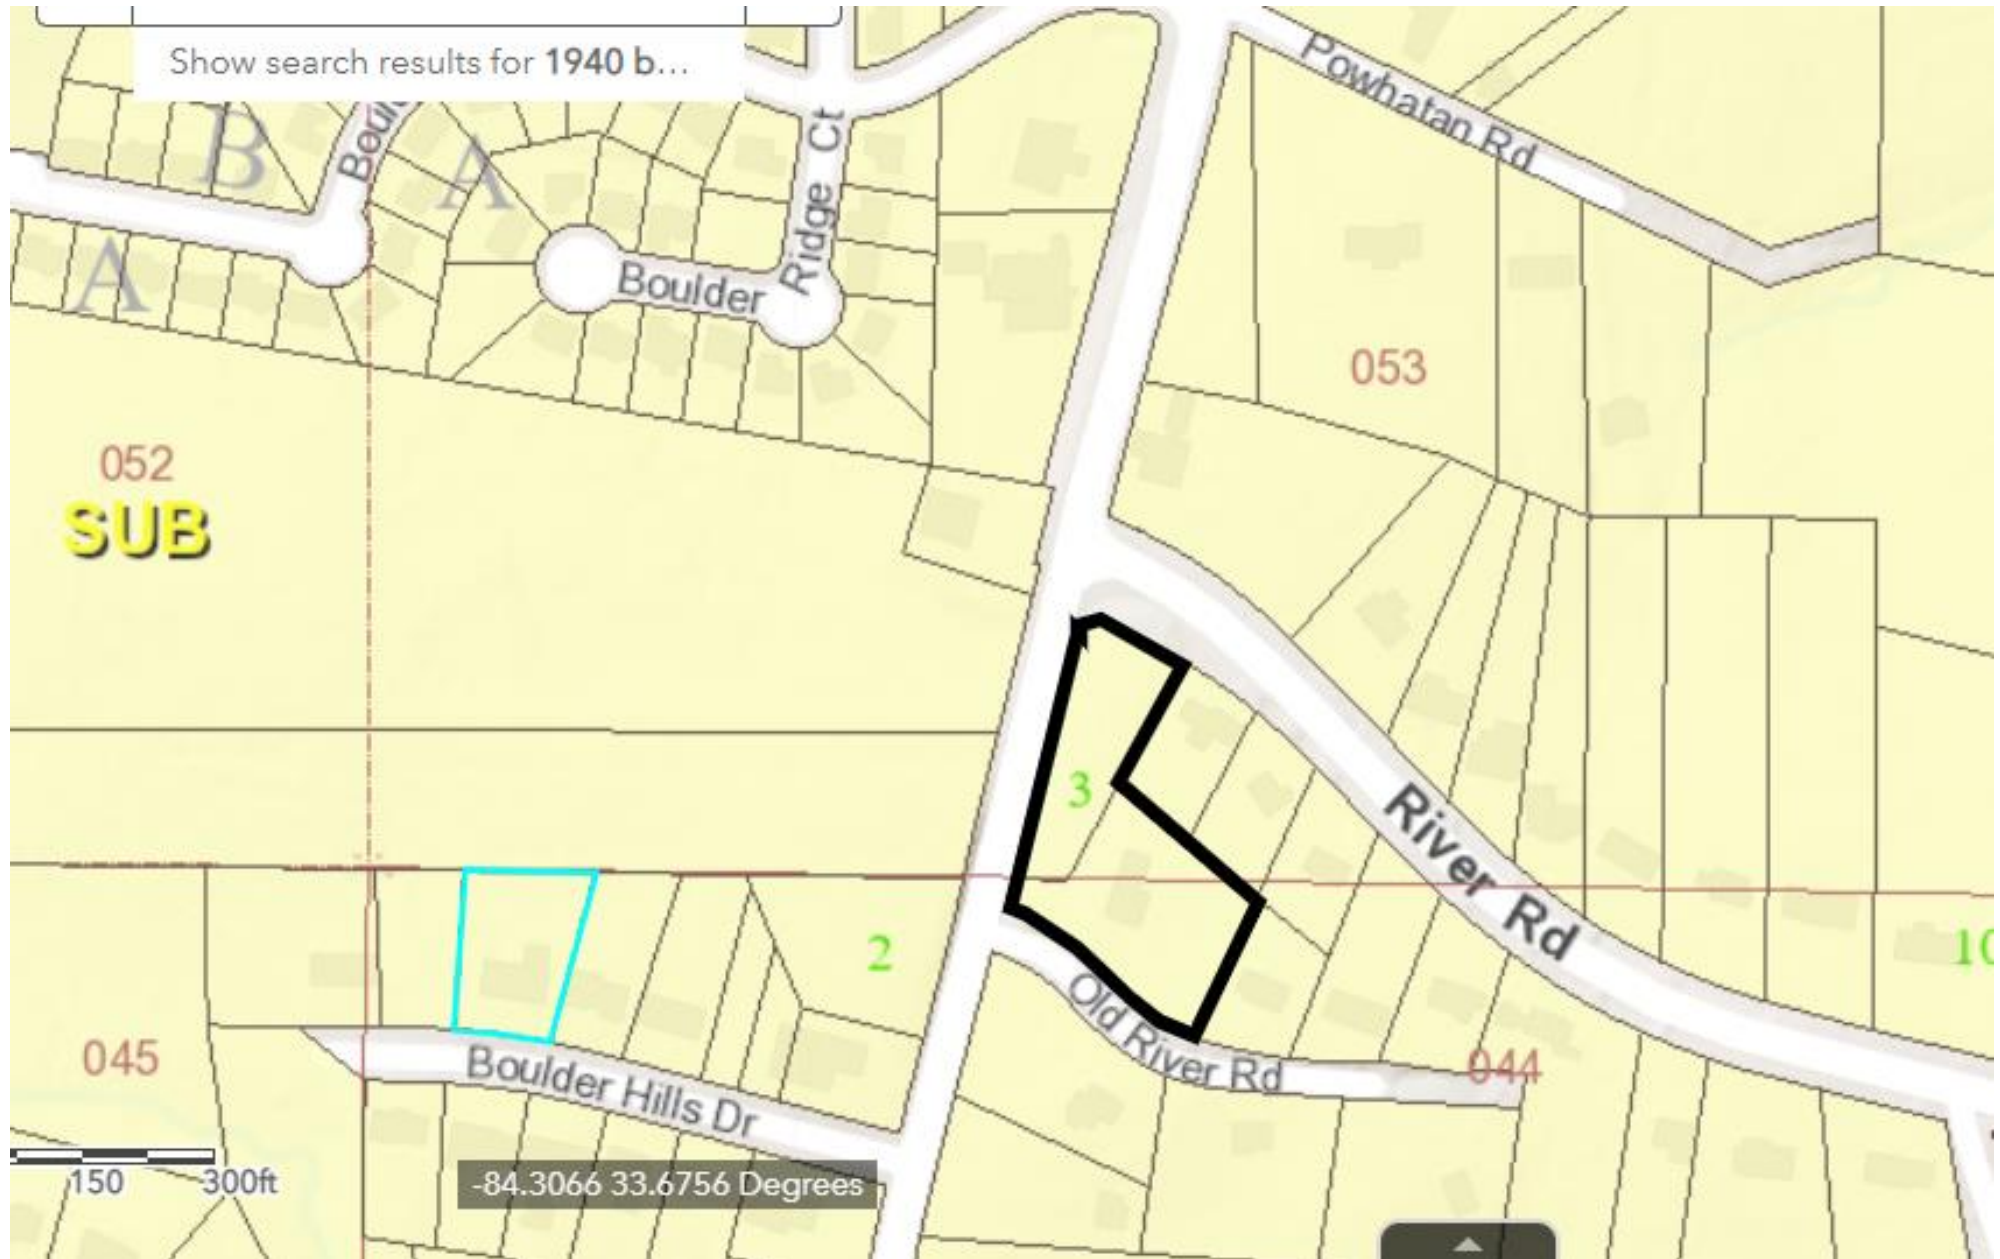 Show search results for 1940 b...
Powhatan Rd
B
Boul
A
Ridge Ct
A
Boulder
053
052
SUB
3
River Rd
2
10
Old River Rd
045
Boulder Hills Dr
044
150
300ft
-84.3066 33.6756 Degrees